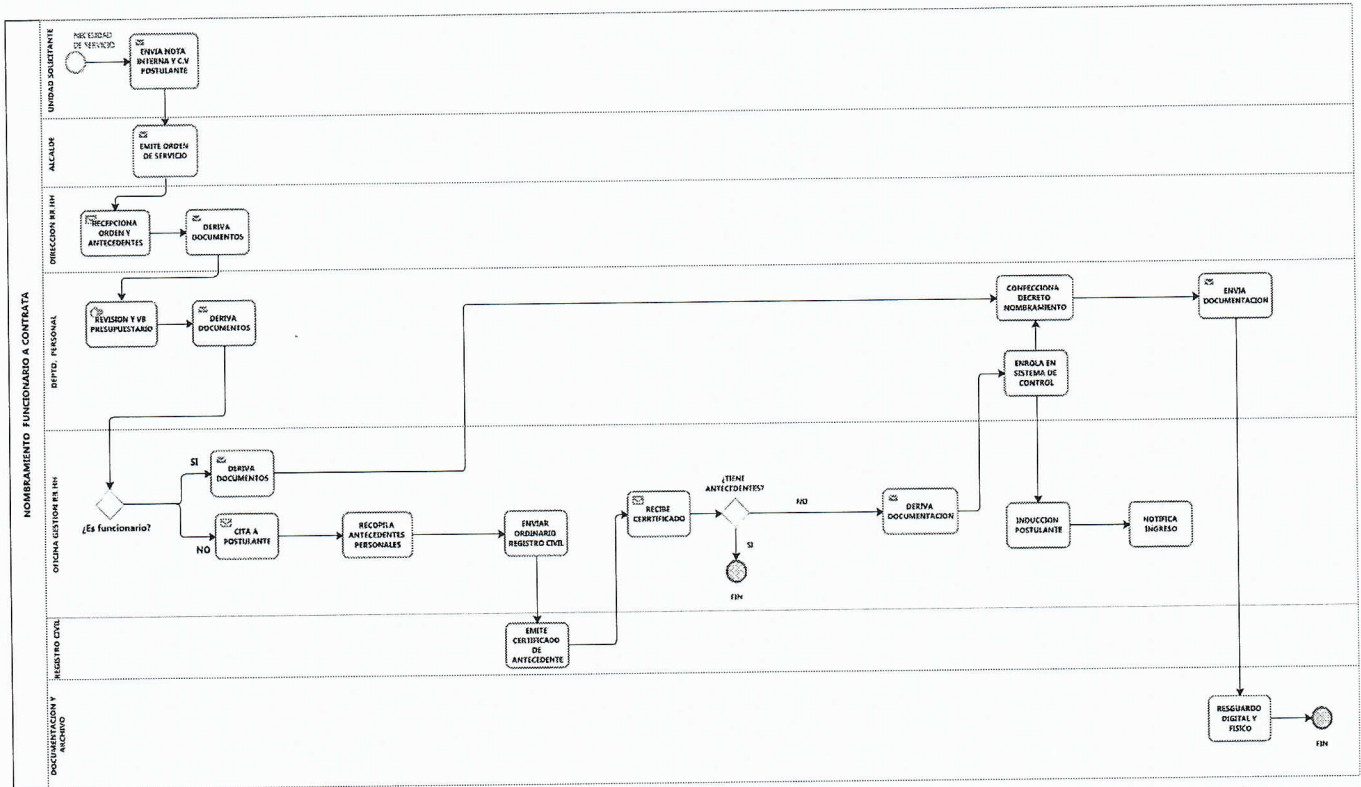 NOMBRAMIENTO FUNCIONARIO A CONTRATA
UNIDAD SOLICITANTE
NECESIDAD
DE SERVICIO
ENVIA NOTA
INTERNA Y C.V
POSTULANTE
ALCALDE
EMITE ORDEN
DE SERVICIO
DIRECCION RR.HH
RECEPCIONA
ORDEN Y
ANTECEDENTES
DERIVA
DOCUMENTOS
DEPTO. PERSONAL
REVISION Y VB
PRESUPUESTARIO
DERIVA
DOCUMENTOS
CONFECCIONA
DECRETO
NOMBRAMIENTO
ENVIA
DOCUMENTACION
ENROLA EN
SISTEMA DE
CONTROL
OFICINA GESTION RR.HH
¿Es funcionario?
SI
DERIVA
DOCUMENTOS
NO
CITA A
POSTULANTE
RECOPILA
ANTECEDENTES
PERSONALES
ENVIAR
ORDINARIO
REGISTRO CIVIL
RECIBE
CERRTIFICADO
¿TIENE
ANTECEDENTES?
NO
SI
FIN
DERIVA
DOCUMENTACION
INDUCCION
POSTULANTE
NOTIFICA
INGRESO
REGISTRO CIVIL
EMITE
CERTIFICADO
DE
ANTECEDENTE
DOCUMENTACION Y
ARCHIVO
RESGUARDO
DIGITAL Y
FISICO
FIN